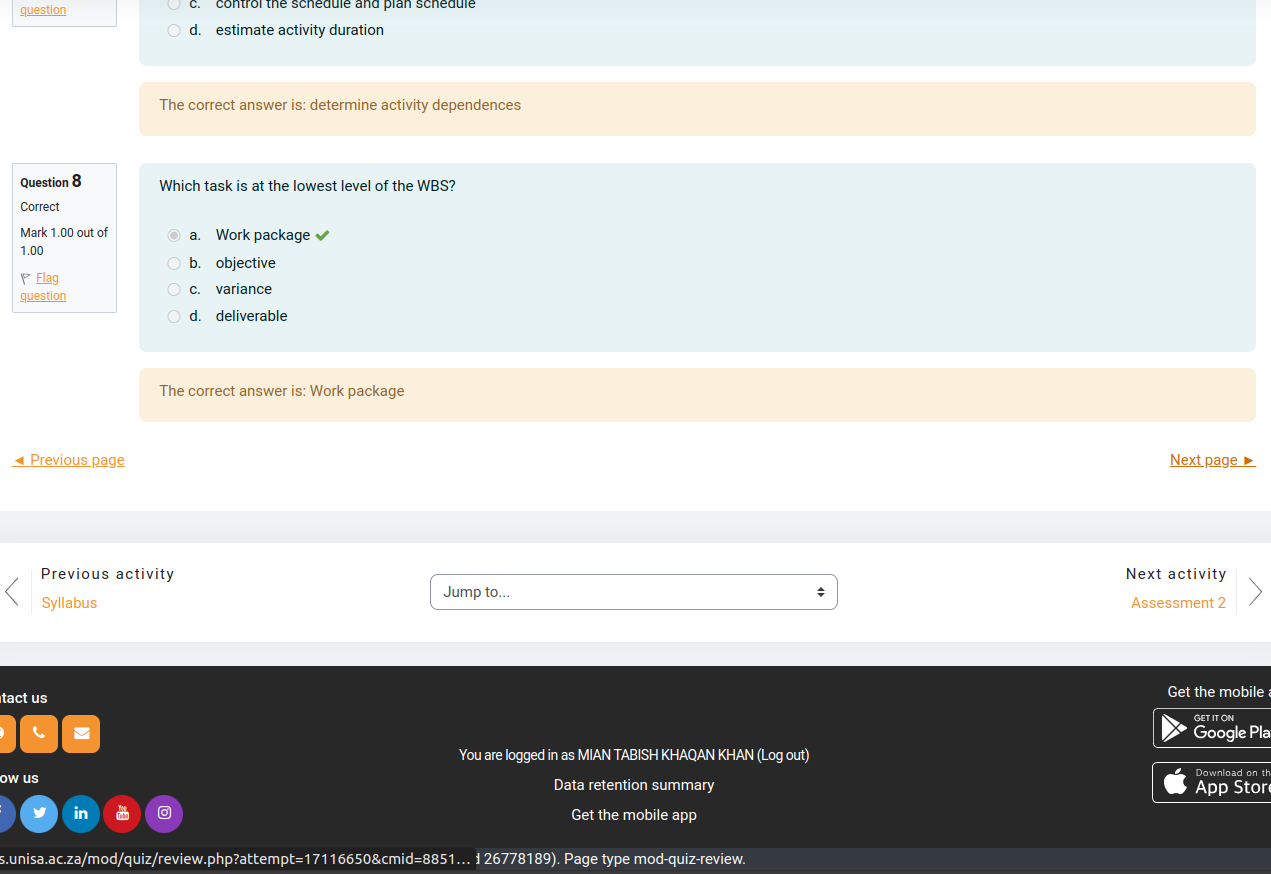 question
c. control the schedule and plan schedule
d. estimate activity duration
The correct answer is: determine activity dependences
Question 8
Correct
Mark 1.00 out of
1.00
Flag
question
Which task is at the lowest level of the WBS?
a. Work package
b. objective
c. variance
d. deliverable
The correct answer is: Work package
◄ Previous page
Next page ►
Previous activity
Syllabus
Jump to...
Next activity
Assessment 2
tact us
ow us
You
Tube
You are logged in as MIAN TABISH KHAQAN KHAN (Log out)
Data retention summary
Get the mobile app
Get the mobile a
GET IT ON
Google Pla
Download on th
App Store
s.unisa.ac.za/mod/quiz/review.php?attempt=17116650&cmid=8851... d 26778189). Page type mod-quiz-review.